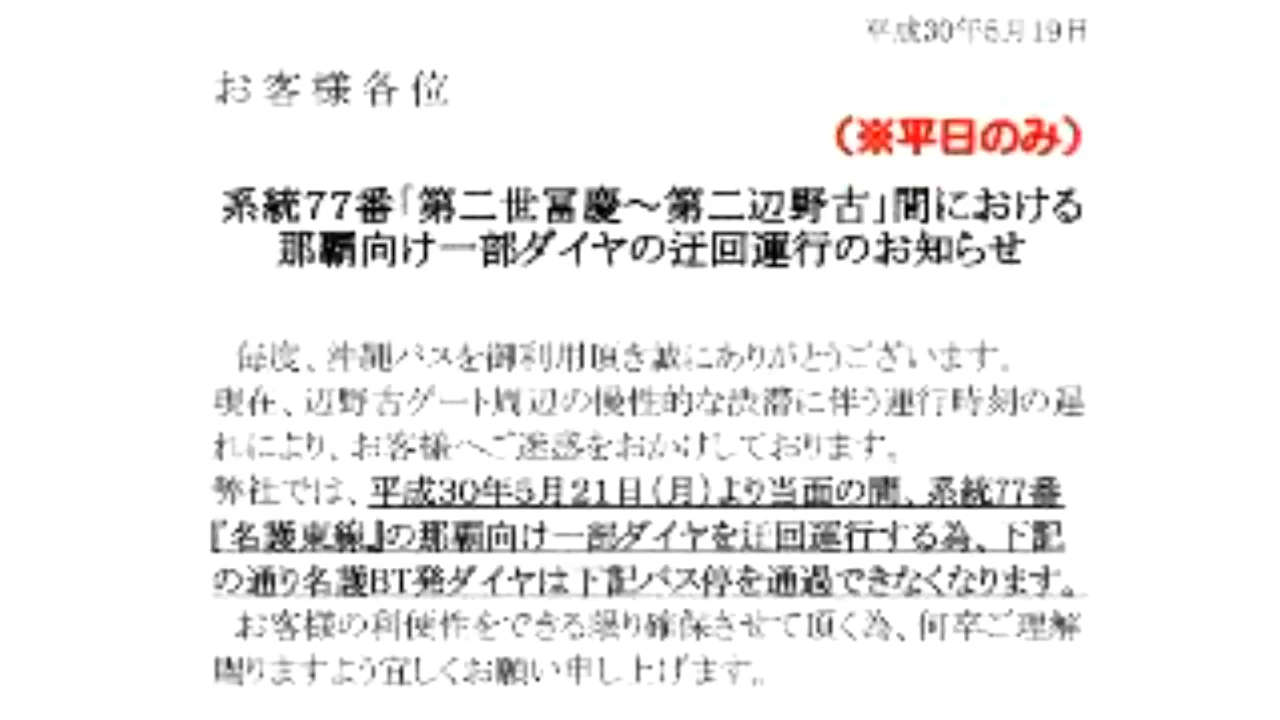 平成30年5月19日
お客様各位
（※平日のみ）
系統77番「第二世冨慶～第二辺野古」間における
那覇向け一部ダイヤの迂回運行のお知らせ
毎度、沖縄バスを御利用頂き誠にありがとうございます。
現在、辺野古ゲート周辺の慢性的な渋滞に伴う運行時刻の遅
れにより、お客様へご迷惑をおかけしております。
弊社では、平成30年5月21日（月）より当面の間、系統77番
『名護東線』の那覇向け一部ダイヤを迂回運行する為、下記
の通り名護BT発ダイヤは下記バス停を通過できなくなります。
お客様の利便性をできる限り確保させて頂く為、何卒ご理解
賜りますよう宜しくお願い申し上げます。